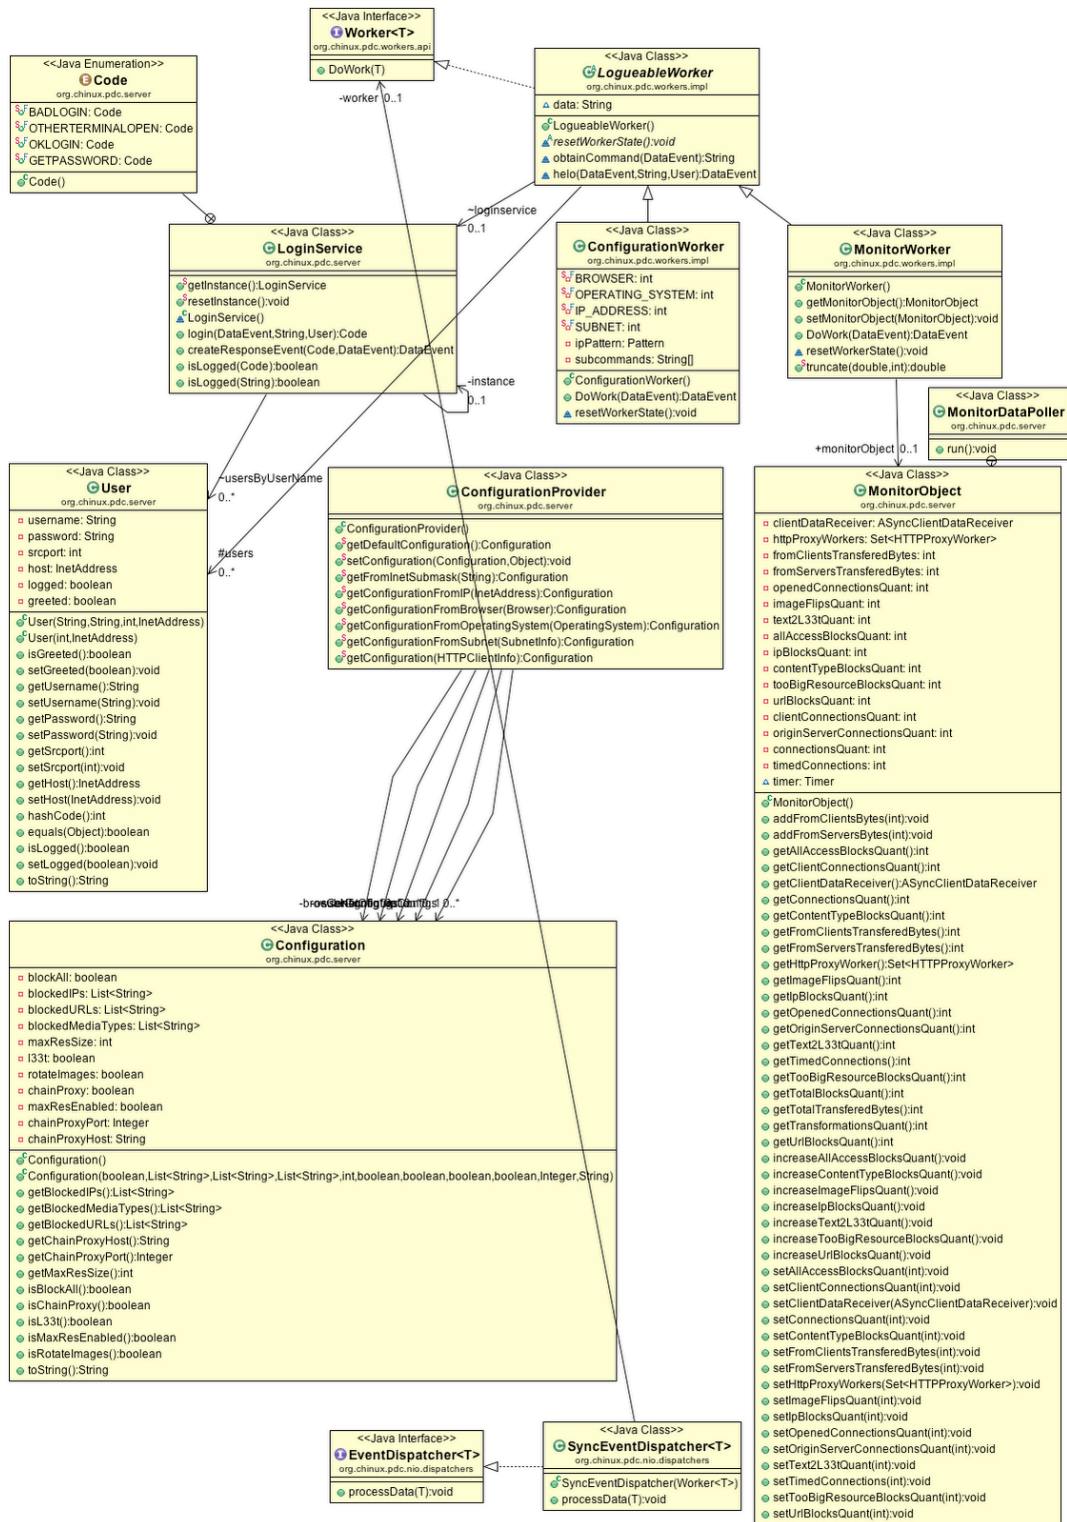 <<Java Interface>>
Worker<T>
org.chinux.pdc.workers.api
DoWork(T)
-worker 0..1
<<Java Enumeration>>
Code
org.chinux.pdc.server
BADLOGIN: Code
OTHERTERMINALOPEN: Code
OKLOGIN: Code
GETPASSWORD: Code
Code()
<<Java Class>>
LogueableWorker
org.chinux.pdc.workers.impl
data: String
LogueableWorker()
resetWorkerState():void
obtainCommand(DataEvent):String
helo(DataEvent,String,User):DataEvent
~loginservice
0..1
<<Java Class>>
LoginService
org.chinux.pdc.server
getInstance():LoginService
resetInstance():void
LoginService()
login(DataEvent,String,User):Code
createResponseEvent(Code,DataEvent):DataEvent
isLogged(Code):boolean
isLogged(String):boolean
-instance
0..1
<<Java Class>>
ConfigurationWorker
org.chinux.pdc.workers.impl
BROWSER: int
OPERATING_SYSTEM: int
IP_ADDRESS: int
SUBNET: int
ipPattern: Pattern
subcommands: String[]
ConfigurationWorker()
DoWork(DataEvent):DataEvent
resetWorkerState():void
<<Java Class>>
MonitorWorker
org.chinux.pdc.workers.impl
MonitorWorker()
getMonitorObject():MonitorObject
setMonitorObject(MonitorObject):void
DoWork(DataEvent):DataEvent
resetWorkerState():void
truncate(double,int):double
+monitorObject 0..1
<<Java Class>>
MonitorDataPoller
org.chinux.pdc.server
run():void
<<Java Class>>
User
org.chinux.pdc.server
username: String
password: String
srcport: int
host: InetAddress
logged: boolean
greeted: boolean
User(String,String,int,InetAddress)
User(int,InetAddress)
isGreeted():boolean
setGreeted(boolean):void
getUsername():String
setUsername(String):void
getPassword():String
setPassword(String):void
getSrcport():int
setSrcport(int):void
getHost():InetAddress
setHost(InetAddress):void
hashCode():int
equals(Object):boolean
isLogged():boolean
setLogged(boolean):void
toString():String
~usersByUserName
0..*
#users
0..*
<<Java Class>>
ConfigurationProvider
org.chinux.pdc.server
ConfigurationProvider()
getDefaultConfiguration():Configuration
setConfiguration(Configuration,Object):void
getFromInetSubmask(String):Configuration
getConfigurationFromIP(InetAddress):Configuration
getConfigurationFromBrowser(Browser):Configuration
getConfigurationFromOperatingSystem(OperatingSystem):Configuration
getConfigurationFromSubnet(SubnetInfo):Configuration
getConfiguration(HTTPClientInfo):Configuration
<<Java Class>>
MonitorObject
org.chinux.pdc.server
clientDataReceiver: ASyncClientDataReceiver
httpProxyWorkers: Set<HTTPProxyWorker>
fromClientsTransferedBytes: int
fromServersTransferedBytes: int
openedConnectionsQuant: int
imageFlipsQuant: int
text2L33tQuant: int
allAccessBlocksQuant: int
ipBlocksQuant: int
contentTypeBlocksQuant: int
tooBigResourceBlocksQuant: int
urlBlocksQuant: int
clientConnectionsQuant: int
originServerConnectionsQuant: int
connectionsQuant: int
timedConnections: int
timer: Timer
MonitorObject()
addFromClientsBytes(int):void
addFromServersBytes(int):void
getAllAccessBlocksQuant():int
getClientConnectionsQuant():int
getClientDataReceiver():ASyncClientDataReceiver
getConnectionsQuant():int
getContentTypeBlocksQuant():int
getFromClientsTransferedBytes():int
getFromServersTransferedBytes():int
getHttpProxyWorker():Set<HTTPProxyWorker>
getImageFlipsQuant():int
getIpBlocksQuant():int
getOpenedConnectionsQuant():int
getOriginServerConnectionsQuant():int
getText2L33tQuant():int
getTimedConnections():int
getTooBigResourceBlocksQuant():int
getTotalBlocksQuant():int
getTotalTransferedBytes():int
getTransformationsQuant():int
getUrlBlocksQuant():int
increaseAllAccessBlocksQuant():void
increaseContentTypeBlocksQuant():void
increaseImageFlipsQuant():void
increaseIpBlocksQuant():void
increaseText2L33tQuant():void
increaseTooBigResourceBlocksQuant():void
increaseUrlBlocksQuant():void
setAllAccessBlocksQuant(int):void
setClientConnectionsQuant(int):void
setClientDataReceiver(ASyncClientDataReceiver):void
setConnectionsQuant(int):void
setContentTypeBlocksQuant(int):void
setFromClientsTransferedBytes(int):void
setFromServersTransferedBytes(int):void
setHttpProxyWorkers(Set<HTTPProxyWorker>):void
setImageFlipsQuant(int):void
setIpBlocksQuant(int):void
setOpenedConnectionsQuant(int):void
setOriginServerConnectionsQuant(int):void
setText2L33tQuant(int):void
setTimedConnections(int):void
setTooBigResourceBlocksQuant(int):void
setUrlBlocksQuant(int):void
<<Java Class>>
Configuration
org.chinux.pdc.server
blockAll: boolean
blockedIPs: List<String>
blockedURLs: List<String>
blockedMediaTypes: List<String>
maxResSize: int
l33t: boolean
rotateImages: boolean
chainProxy: boolean
maxResEnabled: boolean
chainProxyPort: Integer
chainProxyHost: String
Configuration()
Configuration(boolean,List<String>,List<String>,List<String>,int,boolean,boolean,boolean,boolean,Integer,String)
getBlockedIPs():List<String>
getBlockedMediaTypes():List<String>
getBlockedURLs():List<String>
getChainProxyHost():String
getChainProxyPort():Integer
getMaxResSize():int
isBlockAll():boolean
isChainProxy():boolean
isL33t():boolean
isMaxResEnabled():boolean
isRotateImages():boolean
toString():String
<<Java Interface>>
EventDispatcher<T>
org.chinux.pdc.nio.dispatchers
processData(T):void
<<Java Class>>
SyncEventDispatcher<T>
org.chinux.pdc.nio.dispatchers
SyncEventDispatcher(Worker<T>)
processData(T):void